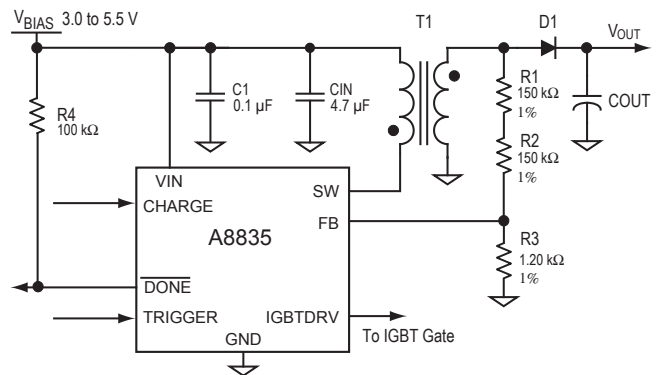 VBIAS 3.0 to 5.5 V
T1
D1
VOUT
R4
100 kΩ
C1
0.1 µF
CIN
4.7 µF
R1
150 kΩ
1%
COUT
R2
150 kΩ
1%
VIN
SW
CHARGE
FB
A8835
R3
1.20 kΩ
1%
DONE
TRIGGER
IGBTDRV
To IGBT Gate
GND